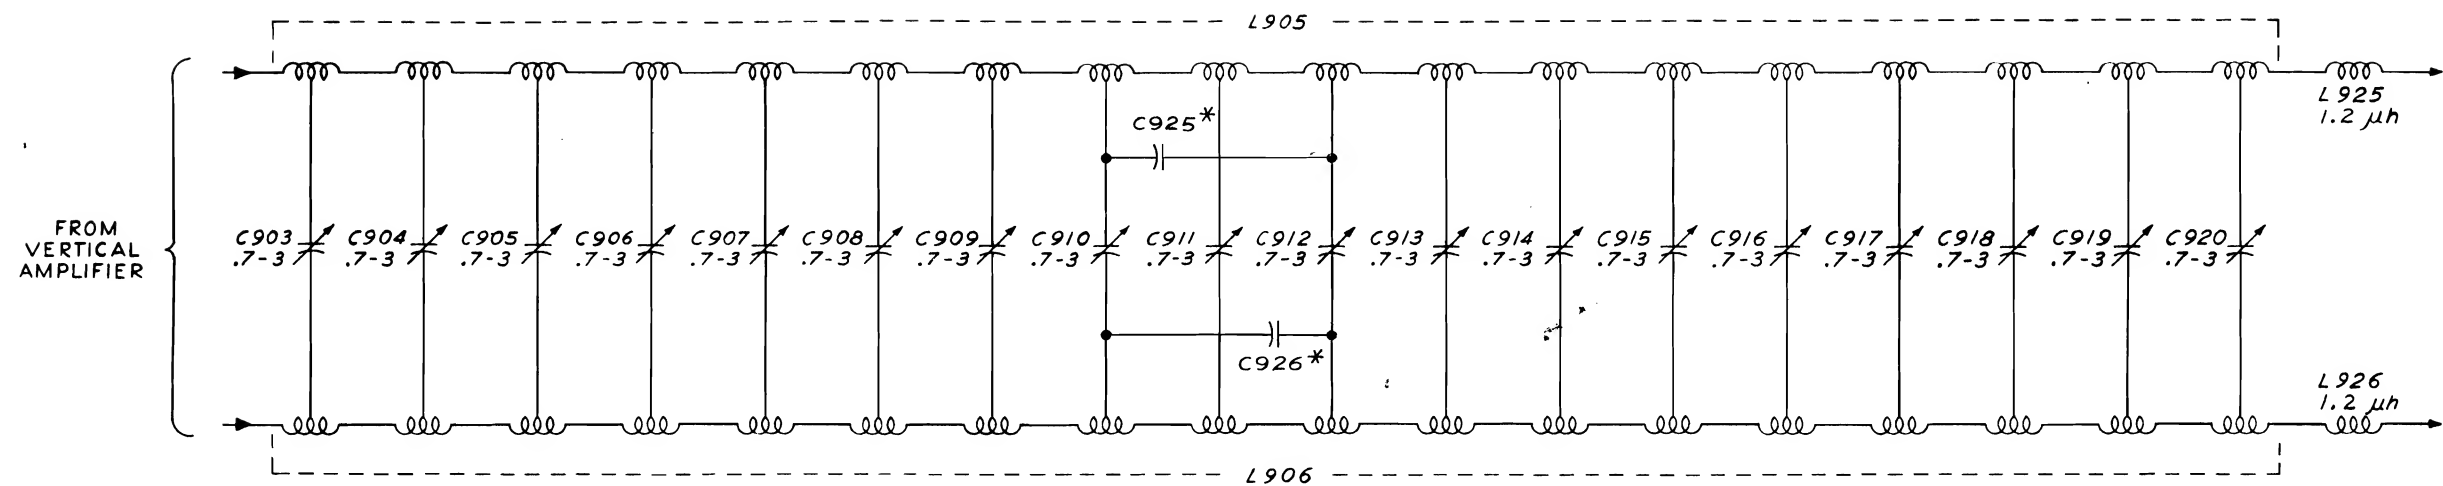 L905
L925
1.2 μh
C925*
FROM
VERTICAL
AMPLIFIER
C903
.7-3
C904
.7-3
C905
.7-3
C906
.7-3
C907
.7-3
C908
.7-3
C909
.7-3
C910
.7-3
C911
.7-3
C912
.7-3
C913
.7-3
C914
.7-3
C915
.7-3
C916
.7-3
C917
.7-3
C918
.7-3
C919
.7-3
C920
.7-3
C926*
L926
1.2 μh
L906